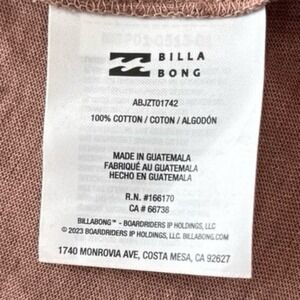 BILLA
BONG
ABJZT01742
100% COTTON / COTON / ALGODÓN
MADE IN GUATEMALA
FABRIQUÉ AU GUATEMALA
HECHO EN GUATEMALA
R.N. #166170
CA # 66738
BILLABONG™ - BOARDRIDERS IP HOLDINGS, LLC
© 2023 BOARDRIDERS IP HOLDINGS, LLC. BILLABONG.COM
1740 MONROVIA AVE, COSTA MESA, CA 92627